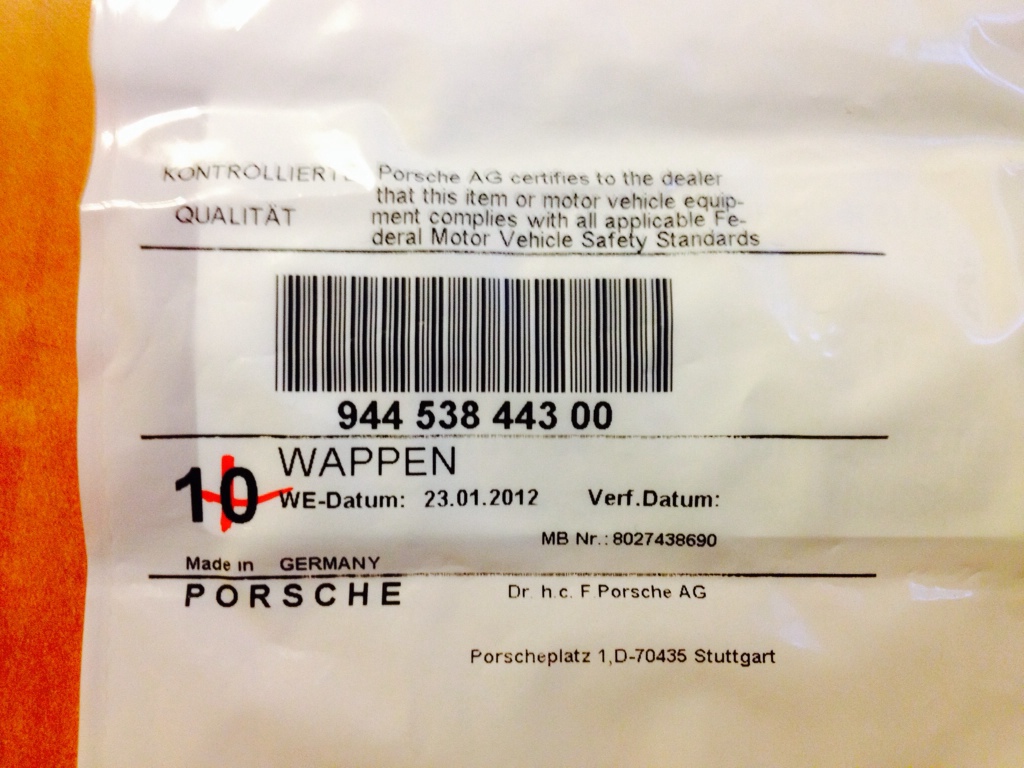 KONTROLLIERTE
QUALITÄT
Porsche AG certifies to the dealer
that this item or motor vehicle equip-
ment complies with all applicable Fe-
deral Motor Vehicle Safety Standards
944 538 443 00
WAPPEN
10 WE-Datum: 23.01.2012 Verf.Datum:
MB Nr.: 8027438690
Made in GERMANY
PORSCHE Dr. h.c. F Porsche AG
Porscheplatz 1,D-70435 Stuttgart